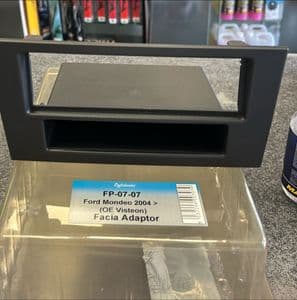 FP-07-07
Ford Mondeo 2004 >
(OE Visteon)
Facia Adaptor